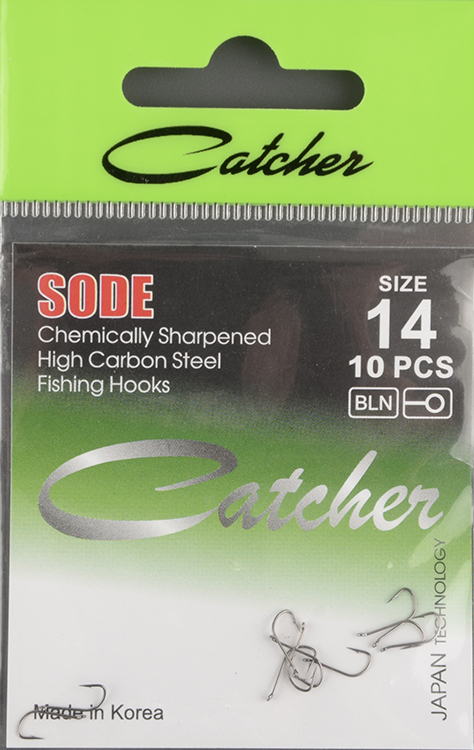 Catcher
SODE
Chemically Sharpened
High Carbon Steel
Fishing Hooks
SIZE
14
10 PCS
BLN
Catcher
JAPAN TECHNOLOGY
Made in Korea